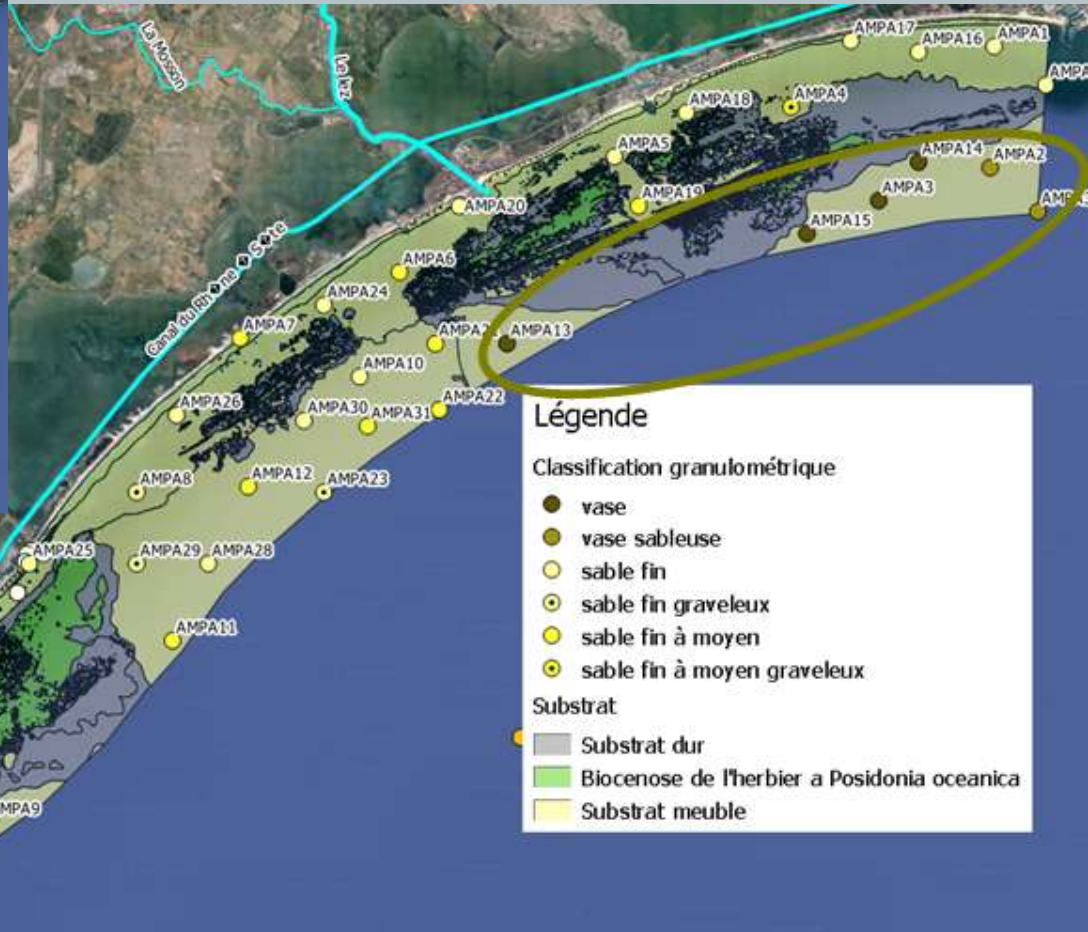 La Mosson
Le lez
Canal du Rh ne Sète
AMPA17
AMPA16
AMPA1
AMPA
AMPA18
AMPA4
AMPA5
AMPA14
AMPA2
AMPA19
AMPA3
AMPA20
AMPA15
AMPA6
AMPA24
AMPA7
AMPA13
AMPA10
AMPA22
AMPA26
AMPA30
AMPA31
AMPA8
AMPA12
AMPA23
AMPA25
AMPA29
AMPA28
AMPA11
MPA9
Légende
Classification granulométrique
vase
vase sableuse
sable fin
sable fin graveleux
sable fin à moyen
sable fin à moyen graveleux
Substrat
Substrat dur
Biocenose de l'herbier a Posidonia oceanica
Substrat meuble